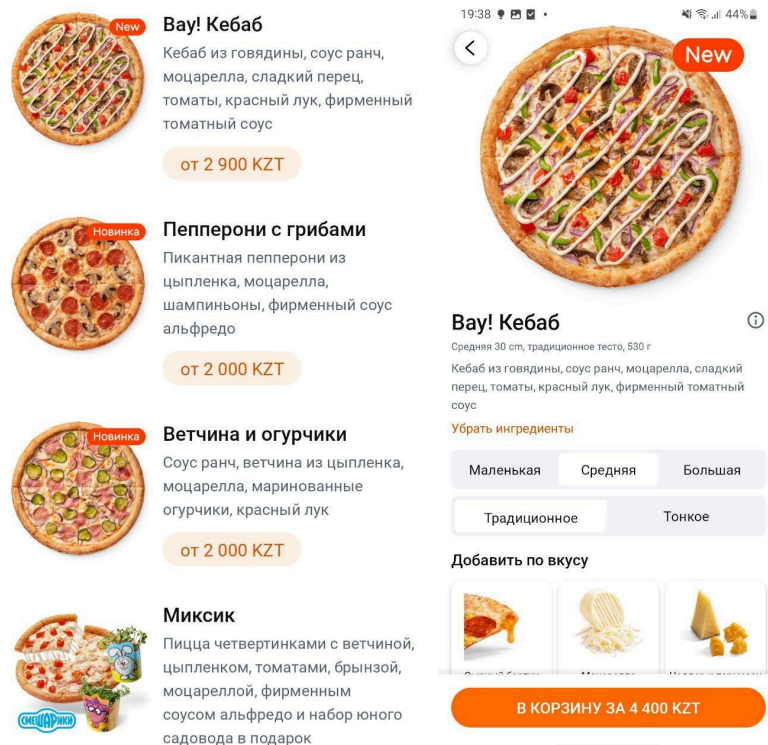 New
Вау! Кебаб
Кебаб из говядины, соус ранч,
моцарелла, сладкий перец,
томаты, красный лук, фирменный
томатный соус
от 2 900 KZT
Новинка
Пепперони с грибами
Пикантная пепперони из
цыпленка, моцарелла,
шампиньоны, фирменный соус
альфредо
от 2 000 KZT
Новинка
Ветчина и огурчики
Соус ранч, ветчина из цыпленка,
моцарелла, маринованные
огурчики, красный лук
от 2 000 KZT
Миксик
Пицца четвертинками с ветчиной,
цыпленком, томатами, брынзой,
моцареллой, фирменным
соусом альфредо и набор юного
садовода в подарок
СМЕШАРИКИ
19:38
44%
New
Вау! Кебаб
Средняя 30 cm, традиционное тесто, 530 г
Кебаб из говядины, соус ранч, моцарелла, сладкий
перец, томаты, красный лук, фирменный томатный
соус
Убрать ингредиенты
Маленькая Средняя Большая
Традиционное Тонкое
Добавить по вкусу
В КОРЗИНУ ЗА 4 400 KZT